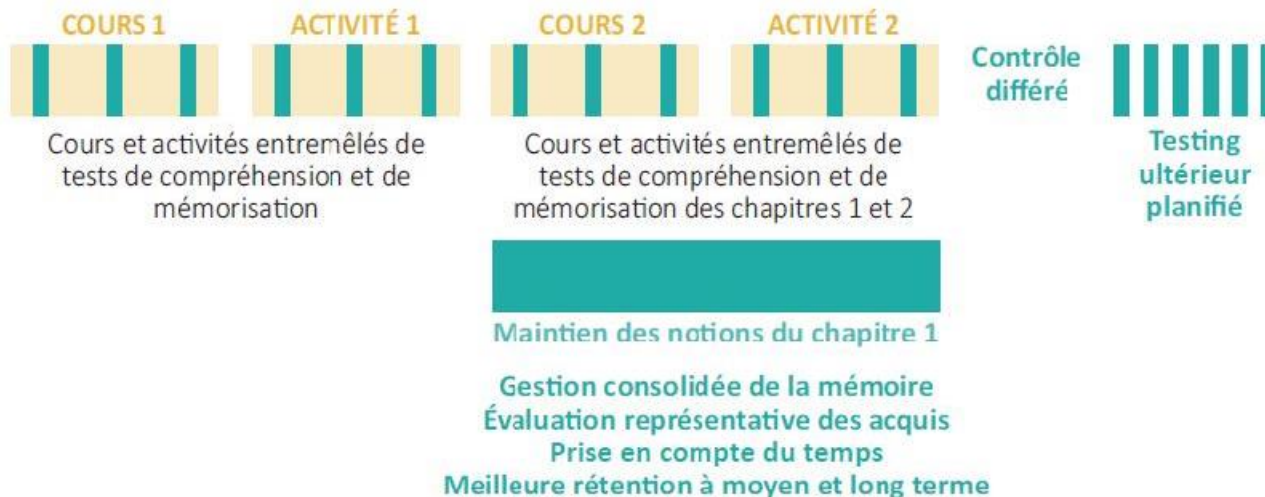 COURS 1
ACTIVITÉ 1
COURS 2
ACTIVITÉ 2
Contrôle
différé
Cours et activités entremêlés de
tests de compréhension et de
mémorisation
Cours et activités entremêlés de
tests de compréhension et de
mémorisation des chapitres 1 et 2
Testing
ultérieur
planifié
Maintien des notions du chapitre 1
Gestion consolidée de la mémoire
Évaluation représentative des acquis
Prise en compte du temps
Meilleure rétention à moyen et long terme